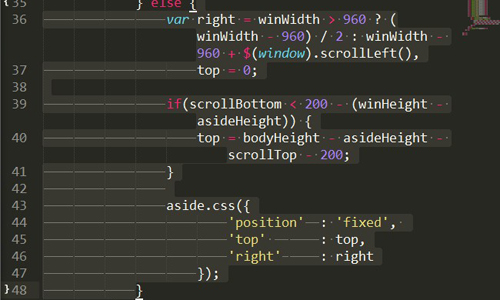 35 } else {
36 var right = winWidth > 960 ? (
winWidth - 960) / 2 : winWidth -
960 + $(window).scrollLeft(),
37 top = 0;
38
39 if(scrollBottom < 200 - (winHeight -
asideHeight)) {
40 top = bodyHeight - asideHeight -
scrollTop - 200;
41 }
42
43 aside.css({
44 'position' : 'fixed',
45 'top' : top,
46 'right' : right
47 });
48 }